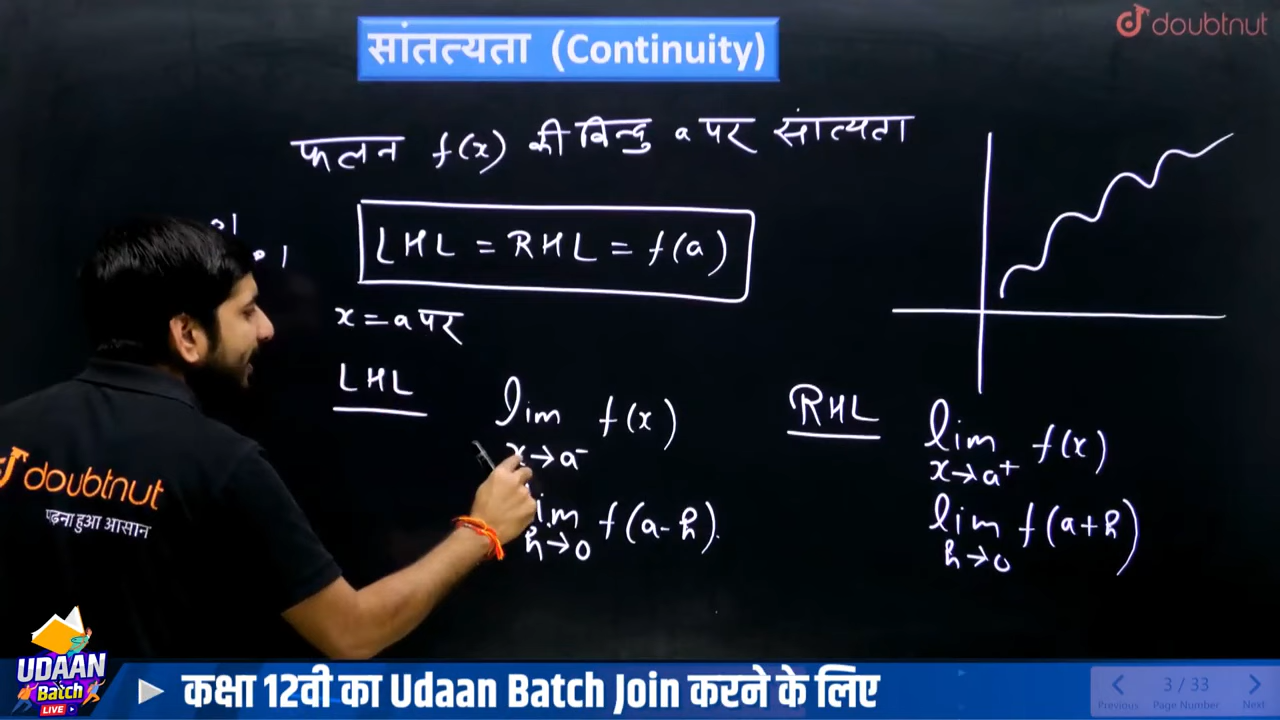 सांतत्यता (Continuity)
doubtnut
फलन f(x) की बिन्दु a पर सांत्यता
LHL = RHL = f(a)
x = a पर
LHL
lim f(x)
x→a⁻
lim f(a-h).
h→0
RHL
lim f(x)
x→a⁺
lim f(a+h)
h→0
doubtnut
पढ़ना हुआ आसान
UDAAN
Batch
LIVE
कक्षा 12वी का Udaan Batch Join करने के लिए
3 / 33
Previous Page Number Next